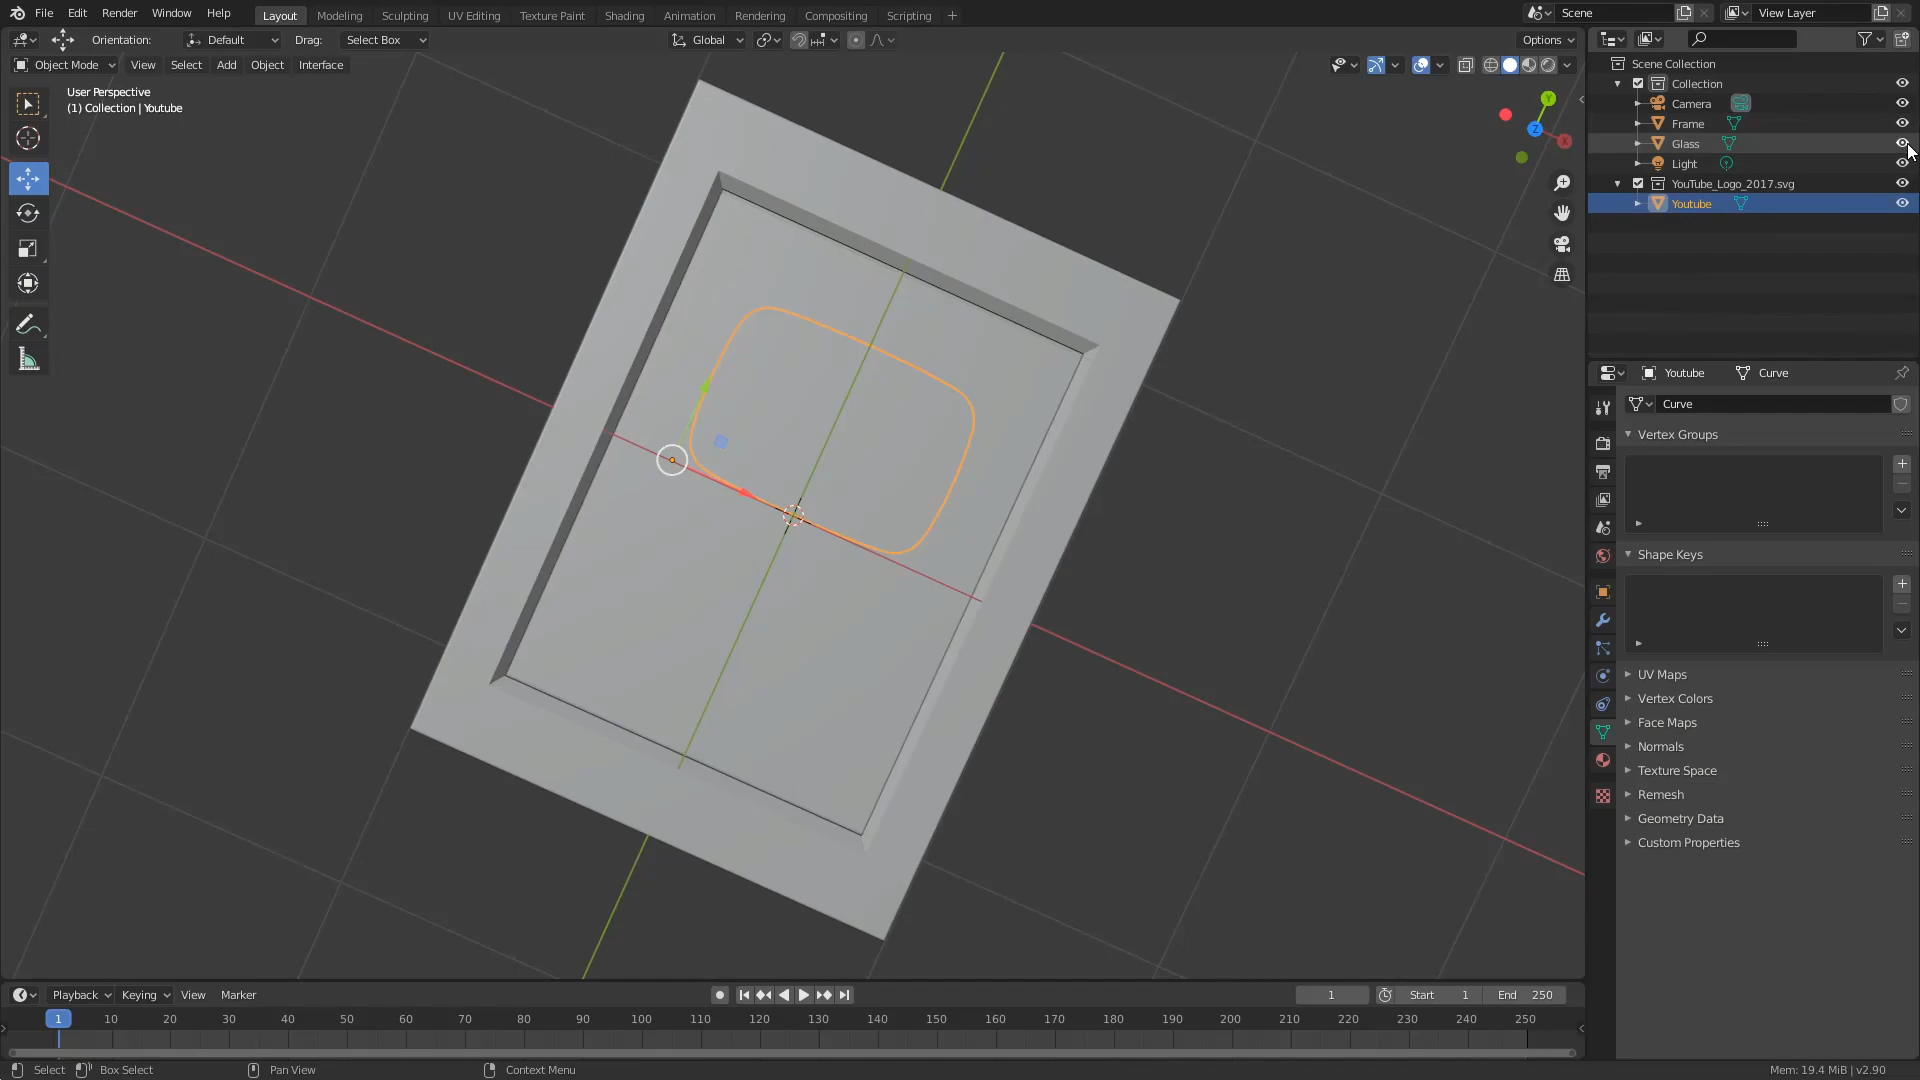 File Edit Render Window Help Layout Modeling Sculpting UV Editing Texture Paint Shading Animation Rendering Compositing Scripting + Scene View Layer
Orientation: Default Drag: Select Box Global Options
Object Mode View Select Add Object Interface
User Perspective
(1) Collection | Youtube
Y
Z
X
Scene Collection
Collection
Camera
Frame
Glass
Light
YouTube_Logo_2017.svg
Youtube
Youtube Curve
Curve
Vertex Groups
Shape Keys
UV Maps
Vertex Colors
Face Maps
Normals
Texture Space
Remesh
Geometry Data
Custom Properties
Playback Keying View Marker 1 Start 1 End 250
1 10 20 30 40 50 60 70 80 90 100 110 120 130 140 150 160 170 180 190 200 210 220 230 240 250
Select Box Select Pan View Context Menu Mem: 19.4 MiB | v2.90